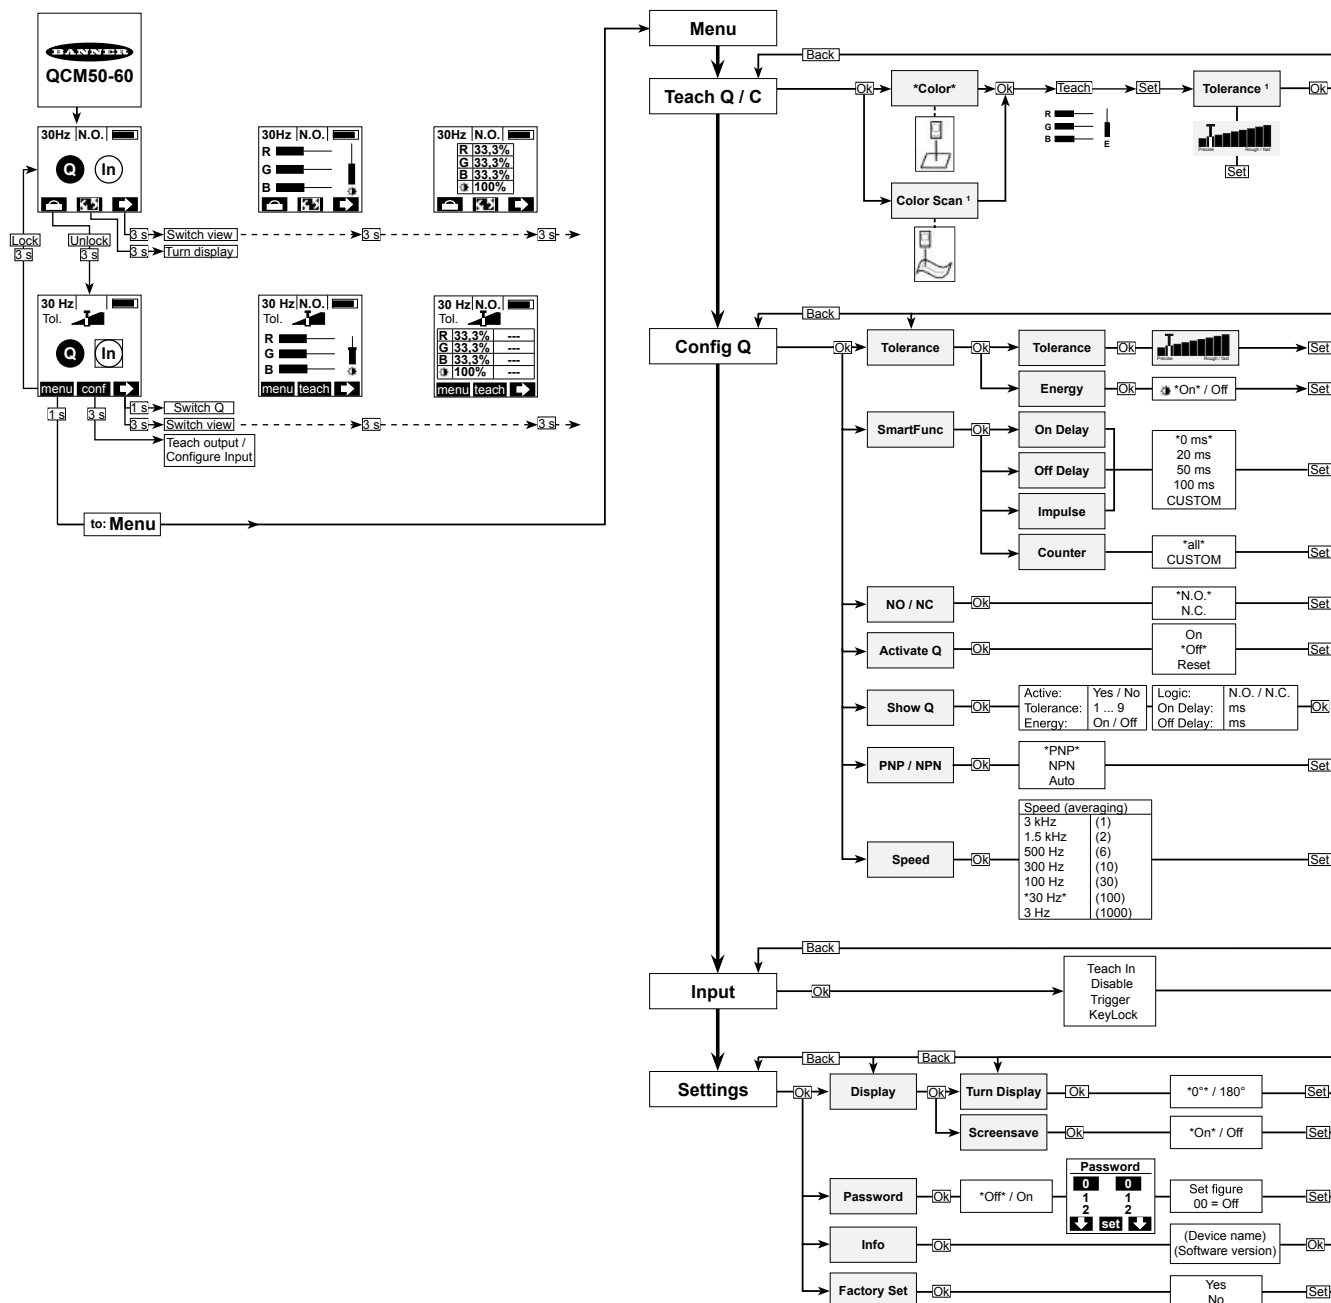 BANNER
QCM50-60
30Hz N.O.
Q In
Lock
3 s
Unlock
3 s
3 s Switch view
3 s Turn display
30Hz N.O.
R
G
B
3 s
30Hz N.O.
R 33,3%
G 33,3%
B 33,3%
100%
3 s
30 Hz
Tol.
Q In
menu conf
1 s
3 s
1 s Switch Q
3 s Switch view
Teach output /
Configure Input
30 Hz N.O.
Tol.
R
G
B
menu teach
3 s
30 Hz N.O.
Tol.
R 33,3% ---
G 33,3% ---
B 33,3% ---
100% ---
menu teach
3 s
to: Menu
Menu
Back
Teach Q / C
Ok
*Color*
Ok
Teach
Set
Tolerance ¹
Ok
R
G
B
E
Precise Rough / fast
Set
Color Scan ¹
Back
Config Q
Ok
Tolerance
Ok
Tolerance
Ok
Precise Rough / fast
Set
Energy
Ok
*On* / Off
Set
SmartFunc
Ok
On Delay
Off Delay
Impulse
*0 ms*
20 ms
50 ms
100 ms
CUSTOM
Set
Counter
*all*
CUSTOM
Set
NO / NC
Ok
*N.O.*
N.C.
Set
Activate Q
Ok
On
*Off*
Reset
Set
Show Q
Ok
Active: Yes / No
Tolerance: 1 ... 9
Energy: On / Off
Logic: N.O. / N.C.
On Delay: ms
Off Delay: ms
Ok
PNP / NPN
Ok
*PNP*
NPN
Auto
Set
Speed
Ok
Speed (averaging)
3 kHz (1)
1.5 kHz (2)
500 Hz (6)
300 Hz (10)
100 Hz (30)
*30 Hz* (100)
3 Hz (1000)
Set
Back
Input
Ok
Teach In
Disable
Trigger
KeyLock
Back
Back
Settings
Ok
Display
Ok
Turn Display
Ok
*0°* / 180°
Set
Screensave
Ok
*On* / Off
Set
Password
Ok
*Off* / On
Password
0 0
1 1
2 2
set
Set figure
00 = Off
Set
Info
Ok
(Device name)
(Software version)
Ok
Factory Set
Ok
Yes
No
Set